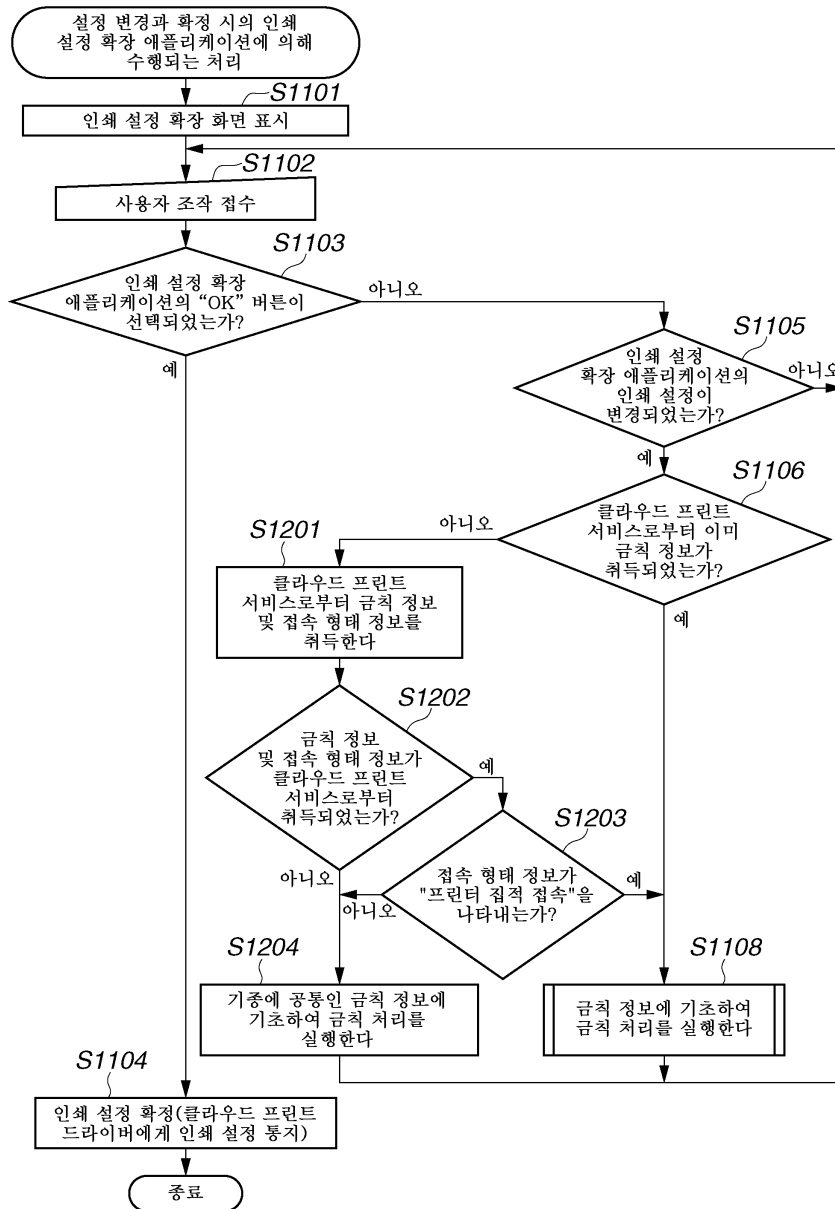 설정 변경과 확정 시의 인쇄
설정 확장 애플리케이션에 의해
수행되는 처리
S1101
인쇄 설정 확장 화면 표시
S1102
사용자 조작 접수
S1103
인쇄 설정 확장
애플리케이션의 “OK” 버튼이
선택되었는가?
아니오
예
S1105
인쇄 설정
확장 애플리케이션의
인쇄 설정이
변경되었는가?
아니오
예
S1106
클라우드 프린트
서비스로부터 이미
금칙 정보가
취득되었는가?
아니오
예
S1201
클라우드 프린트
서비스로부터 금칙 정보
및 접속 형태 정보를
취득한다
S1202
금칙 정보
및 접속 형태 정보가
클라우드 프린트
서비스로부터
취득되었는가?
예
아니오
S1203
접속 형태 정보가
"프린터 집적 접속"을
나타내는가?
예
아니오
S1204
기종에 공통인 금칙 정보에
기초하여 금칙 처리를
실행한다
S1108
금칙 정보에 기초하여
금칙 처리를 실행한다
S1104
인쇄 설정 확정(클라우드 프린트
드라이버에게 인쇄 설정 통지)
종료